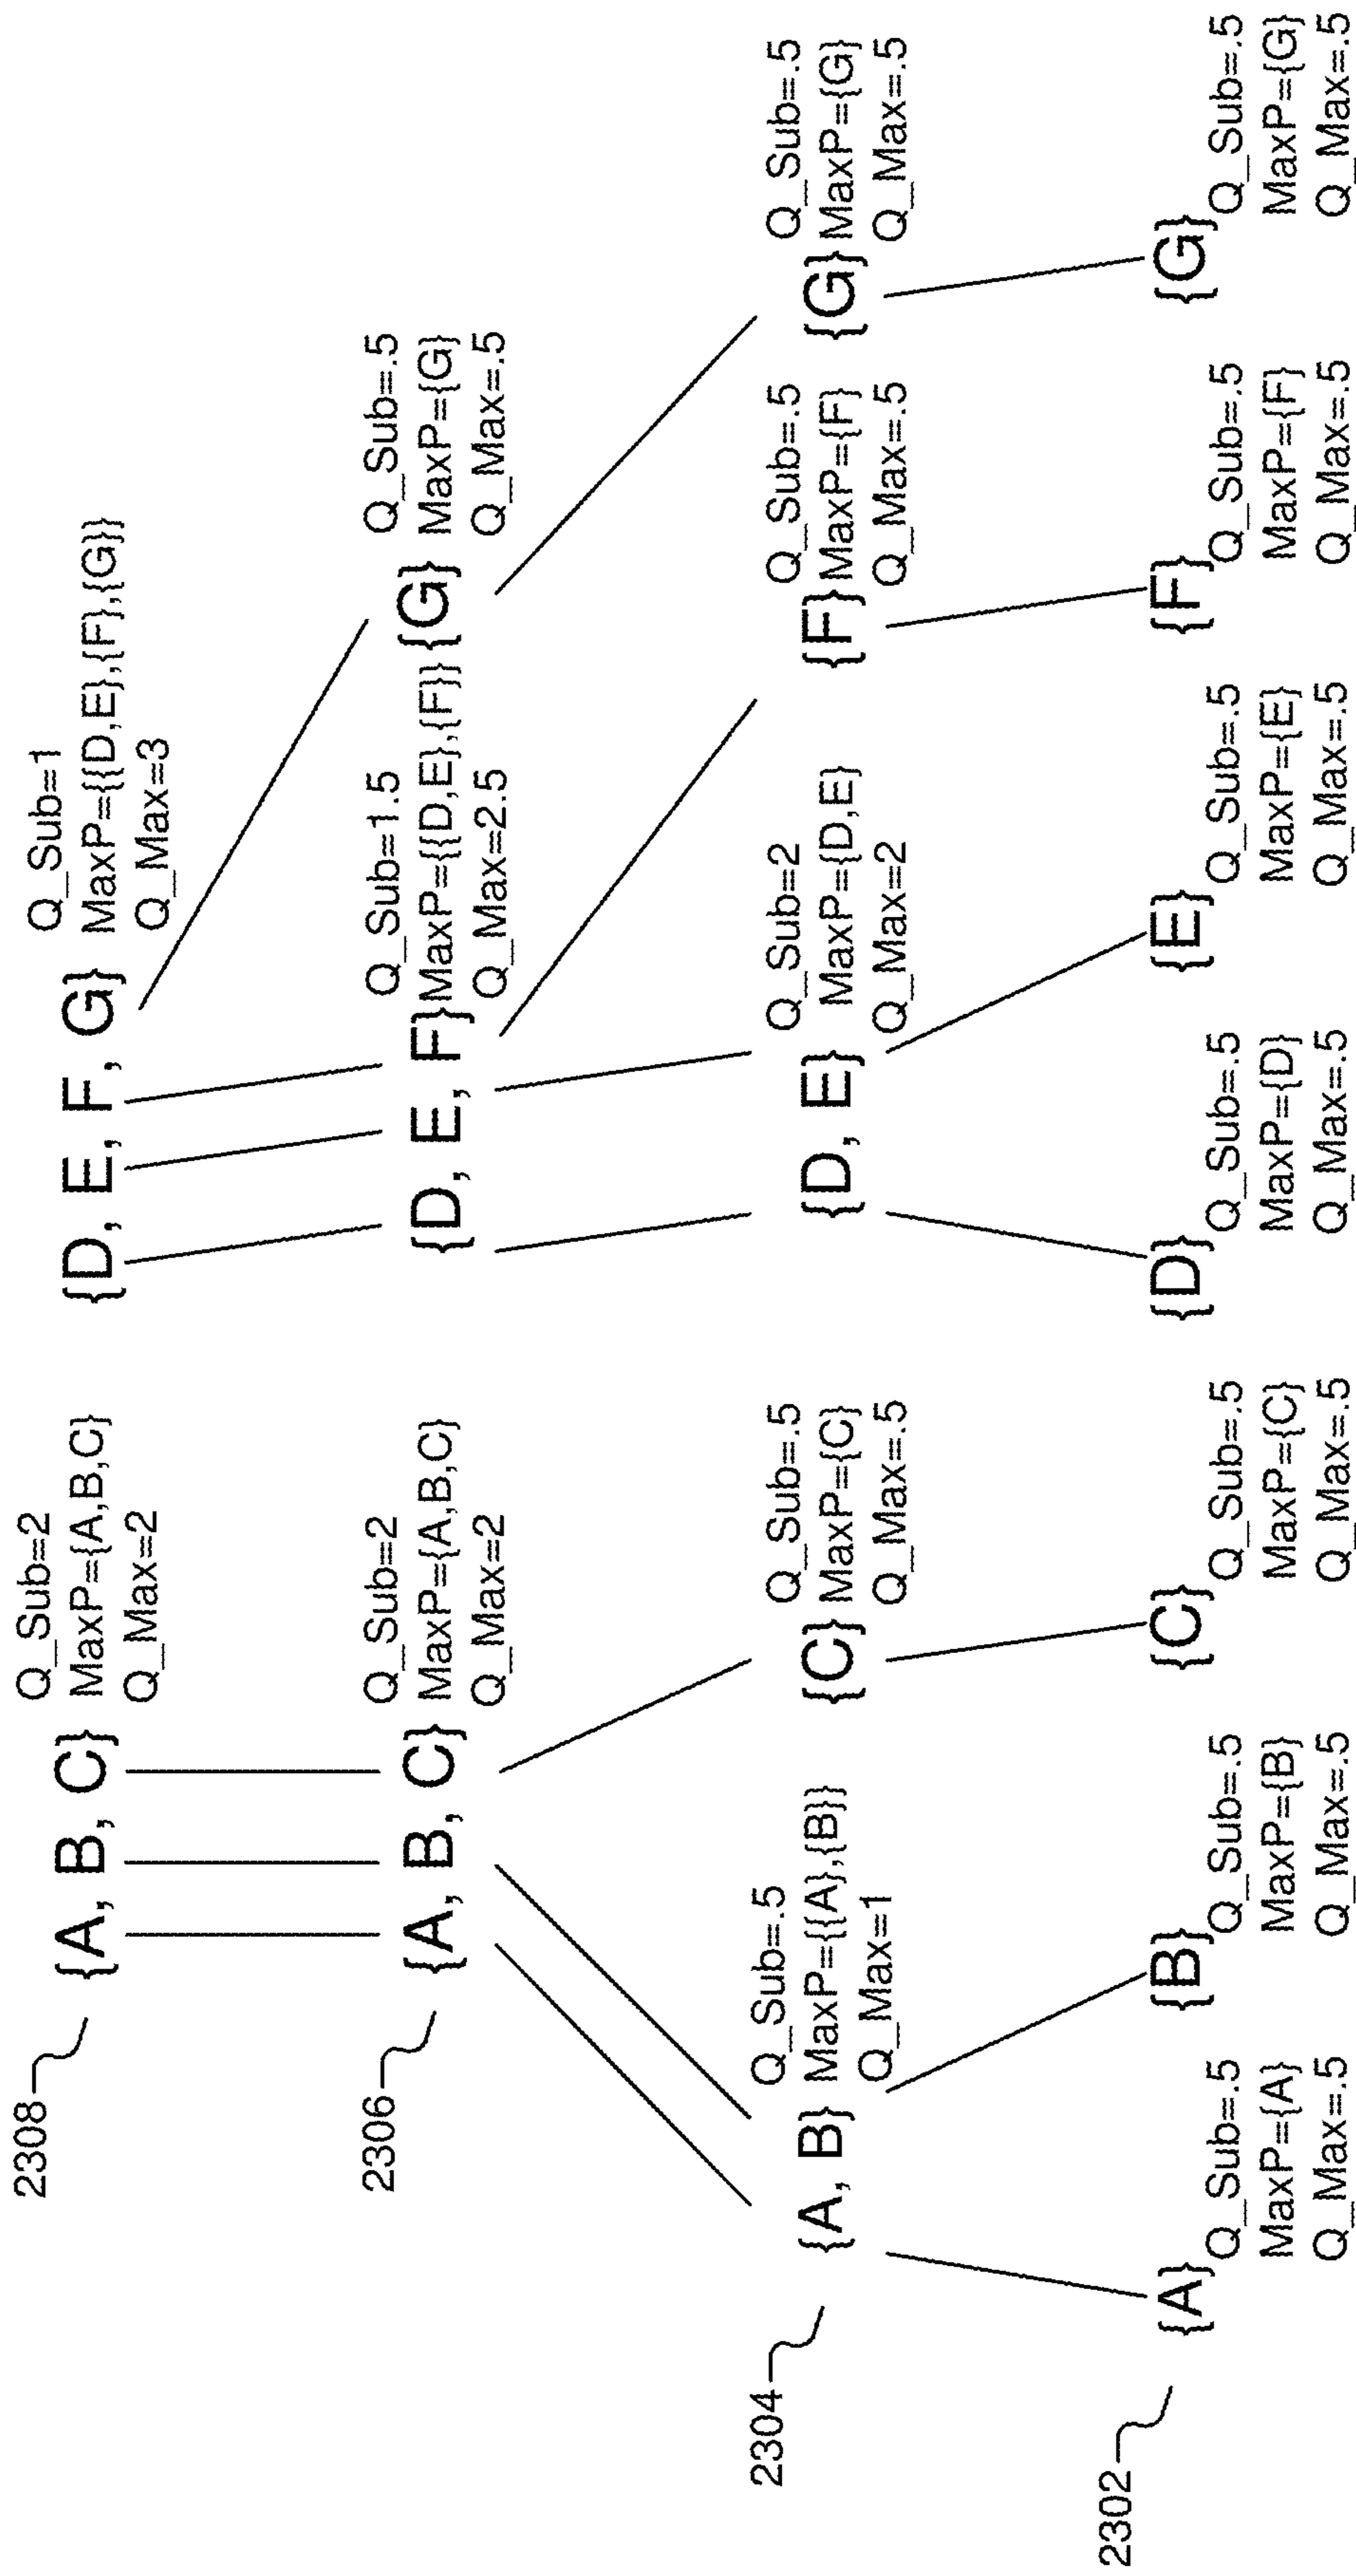 2308
{A, B, C}
Q_Sub=2
MaxP={A,B,C}
Q_Max=2
{D, E, F, G}
Q_Sub=1
MaxP={{D,E},{F},{G}}
Q_Max=3
2306
{A, B, C}
Q_Sub=2
MaxP={A,B,C}
Q_Max=2
{D, E, F}
Q_Sub=1.5
MaxP={{D,E},{F}}
Q_Max=2.5
{G}
Q_Sub=.5
MaxP={G}
Q_Max=.5
2304
{A, B}
Q_Sub=.5
MaxP={{A},{B}}
Q_Max=1
{C}
Q_Sub=.5
MaxP={C}
Q_Max=.5
{D, E}
Q_Sub=2
MaxP={D,E}
Q_Max=2
{F}
Q_Sub=.5
MaxP={F}
Q_Max=.5
{G}
Q_Sub=.5
MaxP={G}
Q_Max=.5
2302
{A}
Q_Sub=.5
MaxP={A}
Q_Max=.5
{B}
Q_Sub=.5
MaxP={B}
Q_Max=.5
{C}
Q_Sub=.5
MaxP={C}
Q_Max=.5
{D}
Q_Sub=.5
MaxP={D}
Q_Max=.5
{E}
Q_Sub=.5
MaxP={E}
Q_Max=.5
{F}
Q_Sub=.5
MaxP={F}
Q_Max=.5
{G}
Q_Sub=.5
MaxP={G}
Q_Max=.5